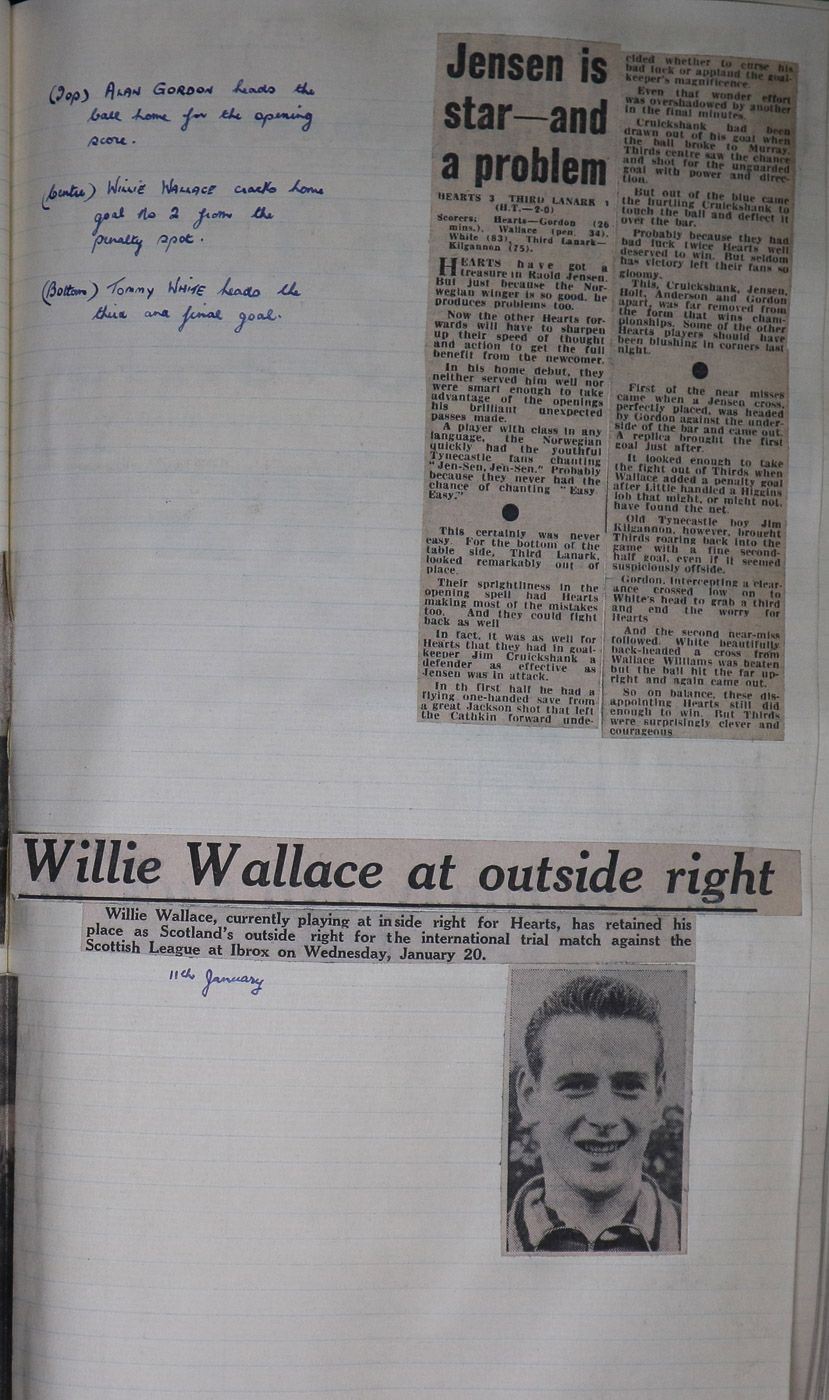 (Top) ALAN GORDON heads the
ball home for the opening
score.
(Centre) WILLIE WALLACE cracks home
goal No 2 from the
penalty spot.
(Bottom) TOMMY WHITE heads the
third and final goal.
Jensen is
star—and
a problem
HEARTS 3 THIRD LANARK 1
(H.T.—2-0)
Scorers: Hearts—Gordon (26
mins.), Wallace (pen. 34),
White (83), Third Lanark—
Kilgannon (75).
HEARTS have got a
treasure in Raold Jensen.
But just because the Nor-
wegian winger is so good, he
produces problems too.
Now the other Hearts for-
wards will have to sharpen
up their speed of thought
and action to get the full
benefit from the newcomer.
In his home debut, they
neither served him well nor
were smart enough to take
advantage of the openings
his brilliant unexpected
passes made.
A player with class in any
language, the Norwegian
quickly had the youthful
Tynecastle fans chanting
"Jen-Sen, Jen-Sen." Probably
because they never had the
chance of chanting "Easy
Easy."
This certainly was never
easy. For the bottom of the
table side, Third Lanark,
looked remarkably out of
place.
Their sprightliness in the
opening spell had Hearts
making most of the mistakes
too. And they could fight
back as well
In fact, it was as well for
Hearts that they had in goal-
keeper Jim Cruickshank a
defender as effective as
Jensen was in attack.
In th first half he had a
flying one-handed save from
a great Jackson shot that left
the Cathkin forward unde-
cided whether to curse his
bad luck or applaud the goal-
keeper's magnificence.
Even that wonder effort
was overshadowed by another
in the final minutes.
Cruickshank had been
drawn out of his goal when
the ball broke to Murray.
Thirds centre saw the chance
and shot for the unguarded
goal with power and direc-
tion.
But out of the blue came
the hurtling Cruickshank to
touch the ball and deflect it
over the bar.
Probably because they had
bad luck twice Hearts well
deserved to win. But seldom
has victory left their fans so
gloomy.
This, Cruickshank, Jensen,
Holt, Anderson and Gordon
apart, was far removed from
the form that wins cham-
pionships. Some of the other
Hearts players should have
been blushing in corners last
night.
First of the near misses
came when a Jensen cross,
perfectly placed, was headed
by Gordon against the under-
side of the bar and came out.
A replica brought the first
goal just after.
It looked enough to take
the fight out of Thirds when
Wallace added a penalty goal
after Little handled a Higgins
lob that might, or might not,
have found the net.
Old Tynecastle boy Jim
Kilgannon, however, brought
Thirds roaring back into the
game with a fine second-
half goal, even if it seemed
suspiciously offside.
Gordon, intercepting a clear-
ance crossed low on to
White's head to grab a third
and end the worry for
Hearts
And the second near-miss
followed. White beautifully
back-headed a cross from
Wallace Williams was beaten
but the ball hit the far up-
right and again came out.
So on balance, these dis-
appointing Hearts still did
enough to win. But Thirds
were surprisingly clever and
courageous
Willie Wallace at outside right
Willie Wallace, currently playing at inside right for Hearts, has retained his
place as Scotland's outside right for the international trial match against the
Scottish League at Ibrox on Wednesday, January 20.
11th January